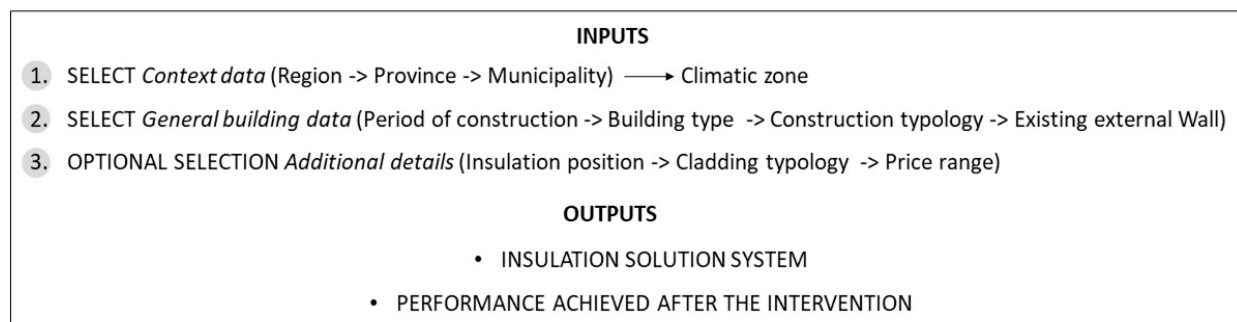 INPUTS
1. SELECT Context data (Region -> Province -> Municipality) ⟶ Climatic zone
2. SELECT General building data (Period of construction -> Building type -> Construction typology -> Existing external Wall)
3. OPTIONAL SELECTION Additional details (Insulation position -> Cladding typology -> Price range)
OUTPUTS
• INSULATION SOLUTION SYSTEM
• PERFORMANCE ACHIEVED AFTER THE INTERVENTION